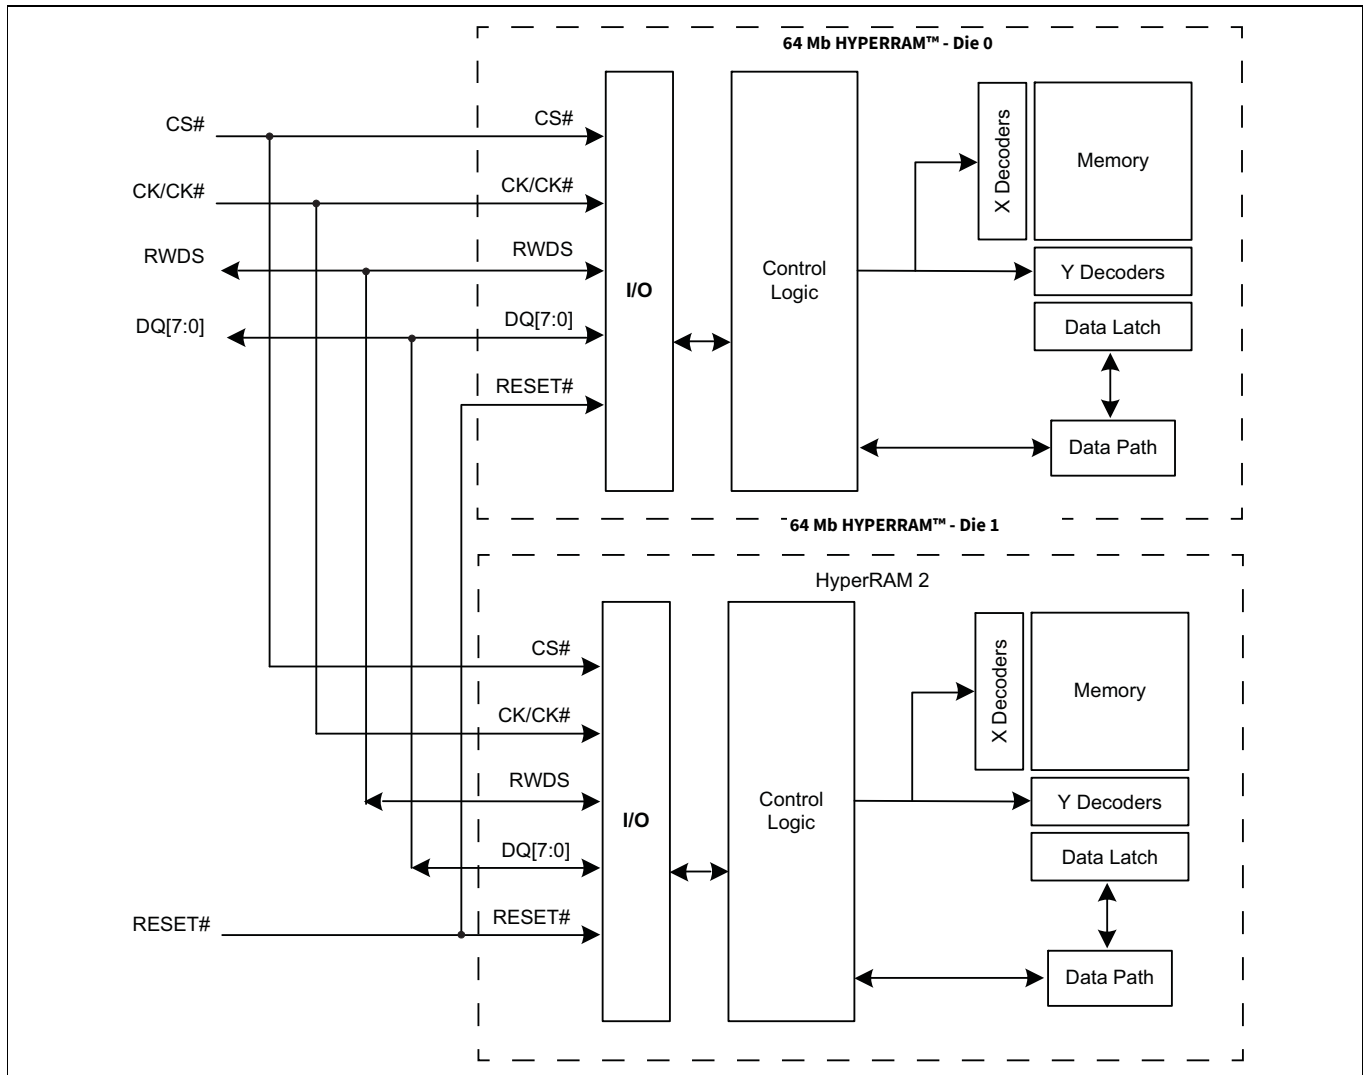 64 Mb HYPERRAM™ - Die 0
CS#
CS#
CK/CK#
CK/CK#
RWDS
RWDS
DQ[7:0]
DQ[7:0]
RESET#
I/O
Control
Logic
X Decoders
Memory
Y Decoders
Data Latch
Data Path
64 Mb HYPERRAM™ - Die 1
HyperRAM 2
CS#
CK/CK#
RWDS
DQ[7:0]
RESET#
RESET#
I/O
Control
Logic
X Decoders
Memory
Y Decoders
Data Latch
Data Path